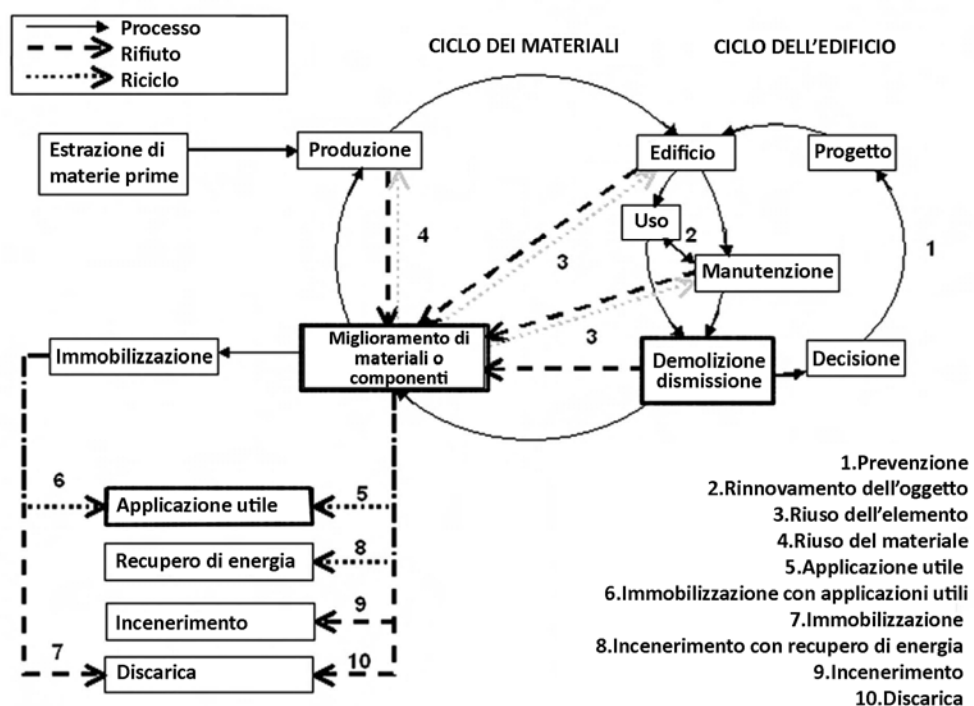 Processo
Rifiuto
Riciclo
CICLO DEI MATERIALI
CICLO DELL'EDIFICIO
Estrazione di
materie prime
Produzione
Edificio
Progetto
Uso
2
4
3
1
Manutenzione
3
Immobilizzazione
Miglioramento di
materiali o
componenti
Demolizione
dismissione
Decisione
6
Applicazione utile
5
Recupero di energia
8
Incenerimento
9
7
Discarica
10
1.Prevenzione
2.Rinnovamento dell'oggetto
3.Riuso dell'elemento
4.Riuso del materiale
5.Applicazione utile
6.Immobilizzazione con applicazioni utili
7.Immobilizzazione
8.Incenerimento con recupero di energia
9.Incenerimento
10.Discarica